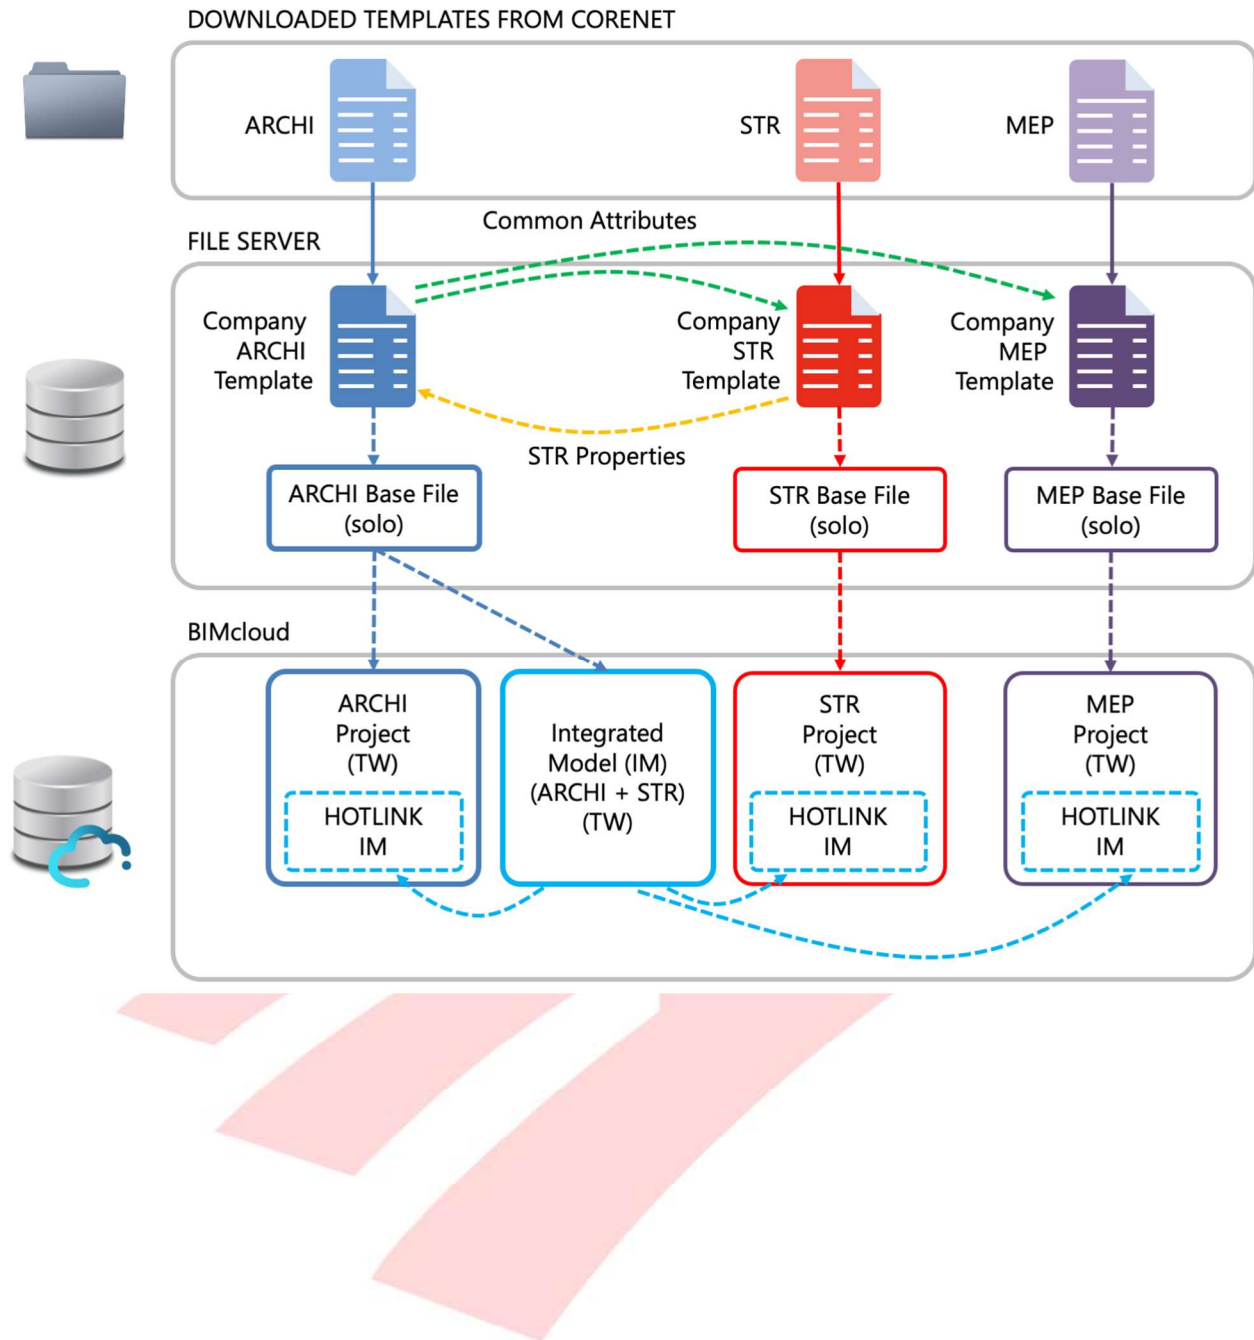 DOWNLOADED TEMPLATES FROM CORENET
ARCHI
STR
MEP
Common Attributes
FILE SERVER
Company
ARCHI
Template
Company
STR
Template
Company
MEP
Template
STR Properties
ARCHI Base File
(solo)
STR Base File
(solo)
MEP Base File
(solo)
BIMcloud
ARCHI
Project
(TW)
HOTLINK
IM
Integrated
Model (IM)
(ARCHI + STR)
(TW)
STR
Project
(TW)
HOTLINK
IM
MEP
Project
(TW)
HOTLINK
IM